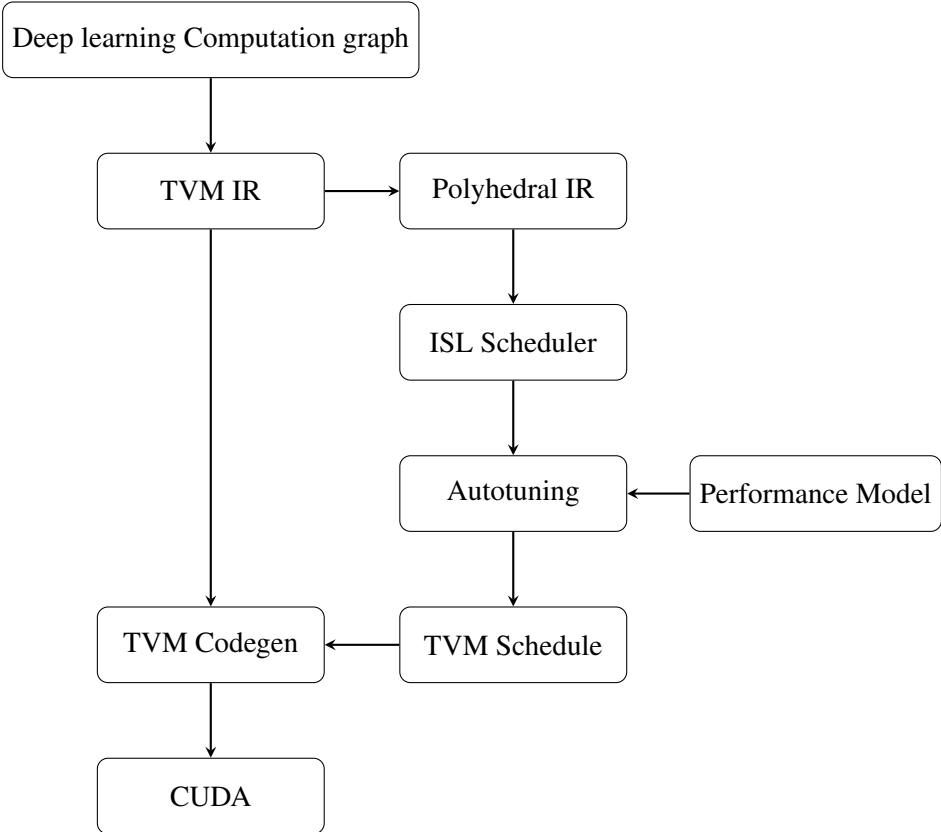 Deep learning Computation graph
TVM IR
Polyhedral IR
ISL Scheduler
Autotuning
Performance Model
TVM Codegen
TVM Schedule
CUDA